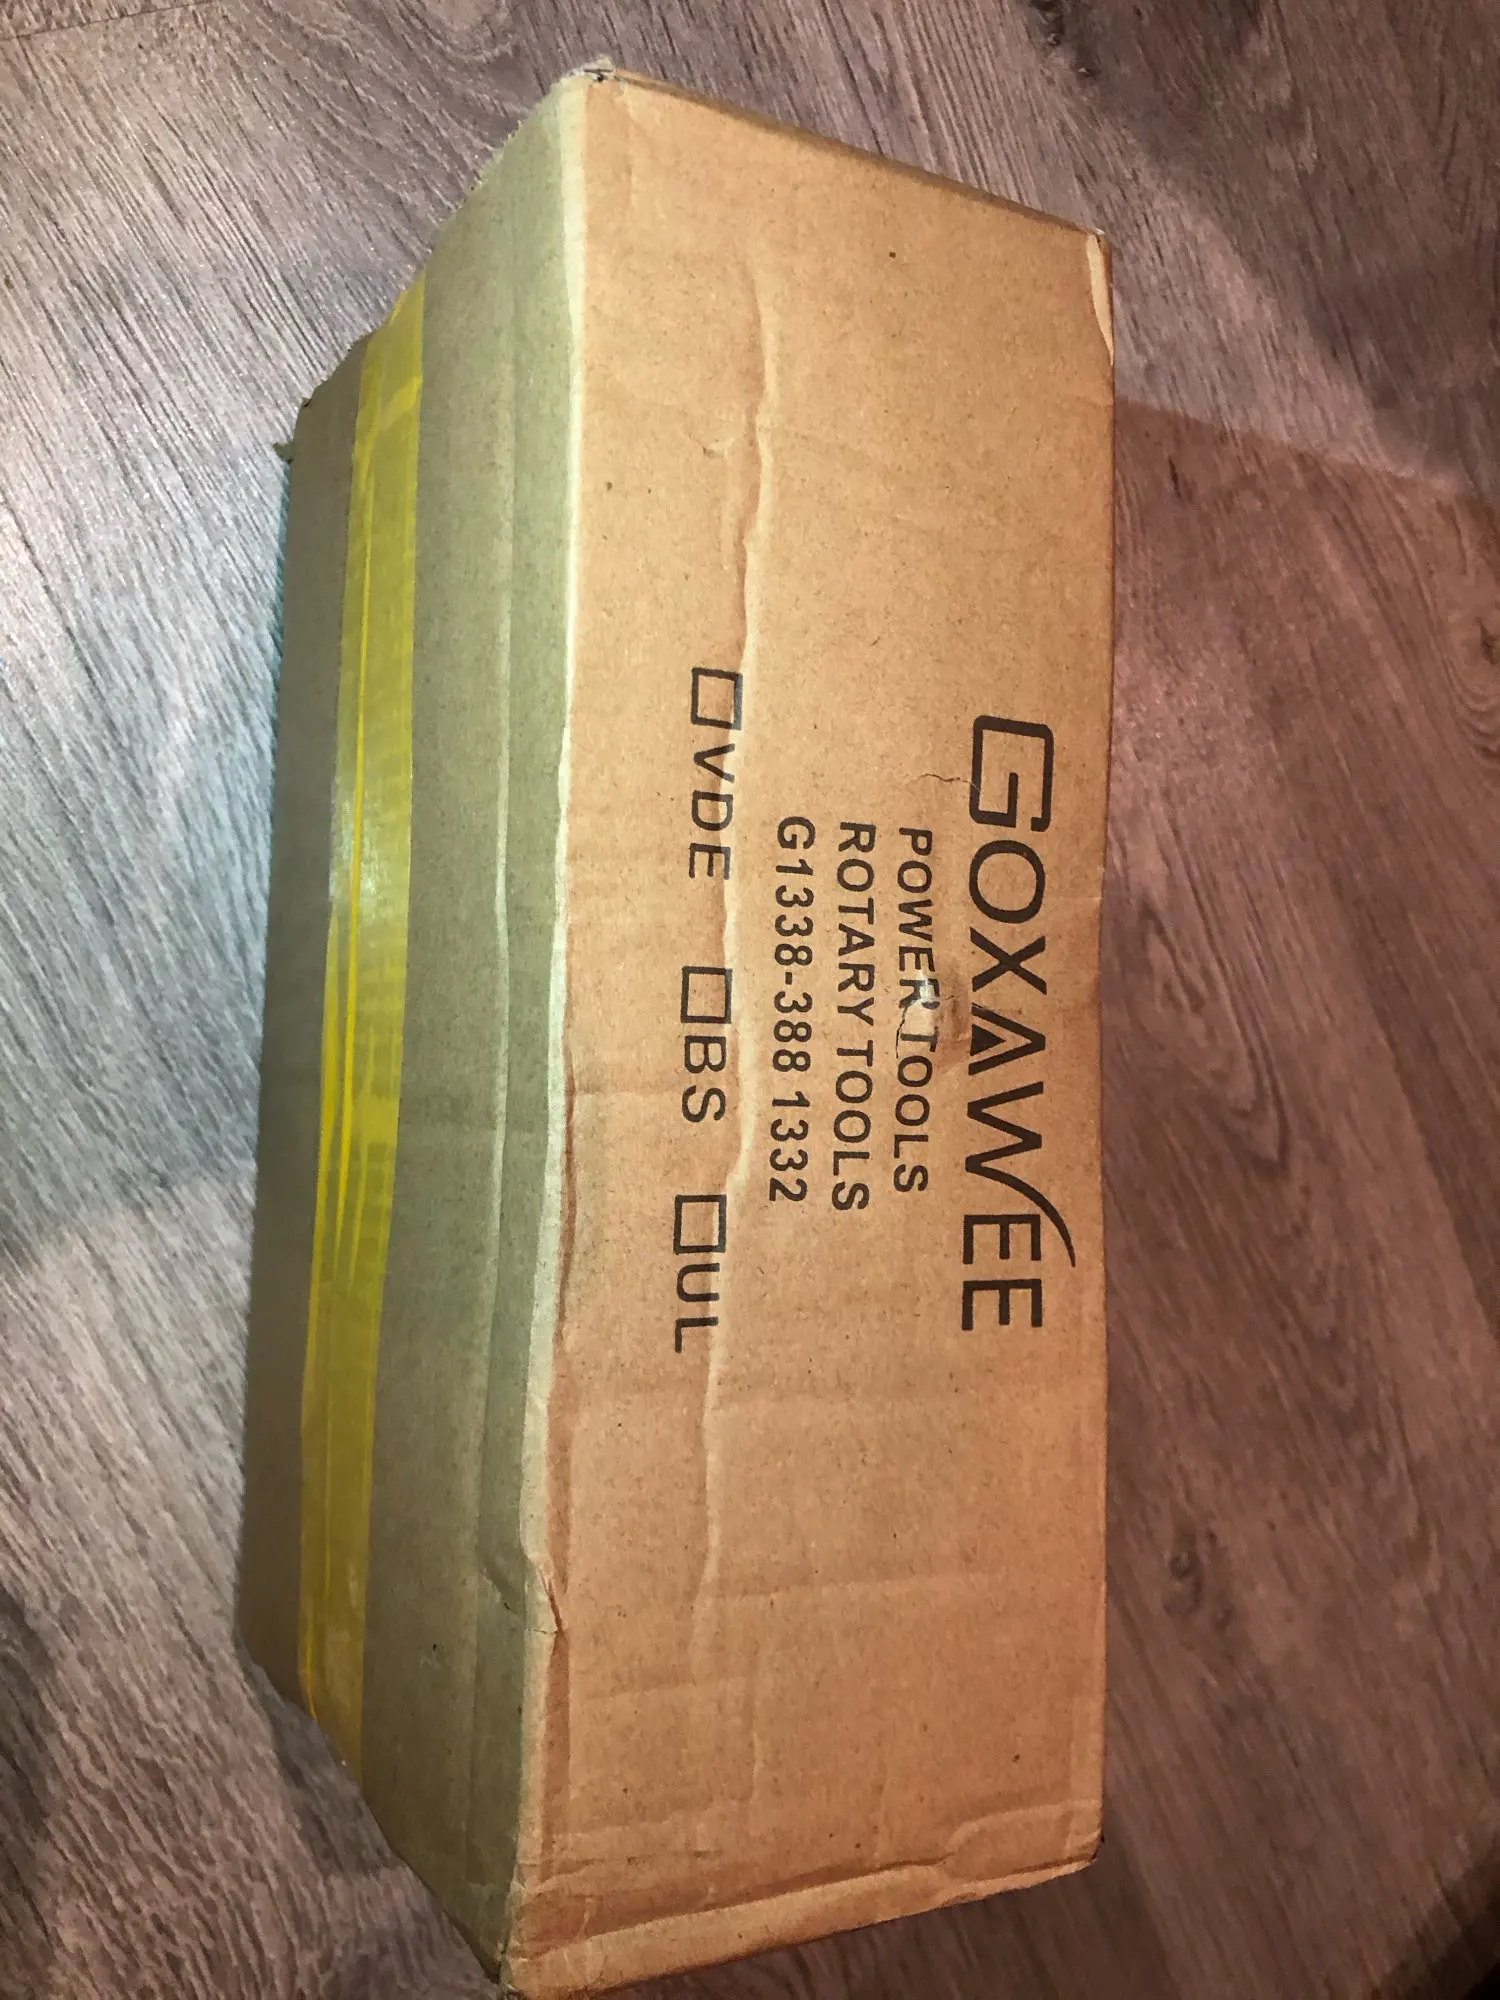 GOXAWEE
POWER TOOLS
ROTARY TOOLS
G1338-388 1332
□VDE □BS □UL